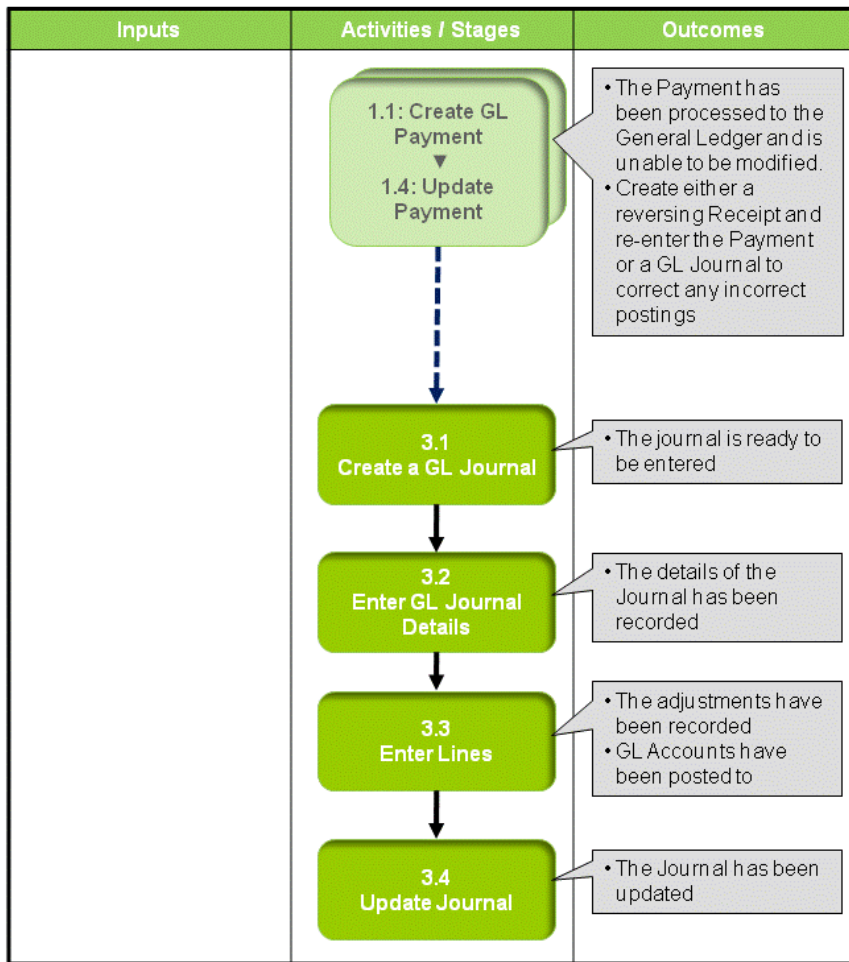 Inputs
Activities / Stages
Outcomes
1.1: Create GL
Payment
▼
1.4: Update
Payment
• The Payment has
been processed to the
General Ledger and is
unable to be modified.
• Create either a
reversing Receipt and
re-enter the Payment
or a GL Journal to
correct any incorrect
postings
3.1
Create a GL Journal
• The journal is ready to
be entered
3.2
Enter GL Journal
Details
• The details of the
Journal has been
recorded
3.3
Enter Lines
• The adjustments have
been recorded
• GL Accounts have
been posted to
3.4
Update Journal
• The Journal has been
updated